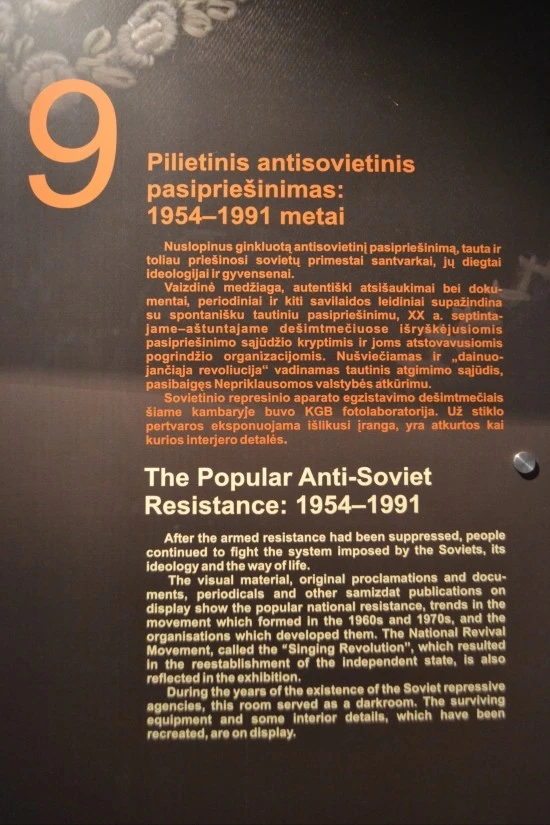 9
Pilietinis antisovietinis
pasipriešinimas:
1954–1991 metai
Nuslopinus ginkluotą antisovietinį pasipriešinimą, tauta ir
toliau priešinosi sovietų primestai santvarkai, jų diegtai
ideologijai ir gyvensenai.
Vaizdinė medžiaga, autentiški atsišaukimai bei doku-
mentai, periodiniai ir kiti savilaidos leidiniai supažindina
su spontanišku tautiniu pasipriešinimu, XX a. septinta-
jame–aštuntajame dešimtmečiuose išryškėjusiomis
pasipriešinimo sąjūdžio kryptimis ir joms atstovavusiomis
pogrindžio organizacijomis. Nušviečiamas ir „dainuo-
jančiąja revoliucija“ vadinamas tautinis atgimimo sąjūdis,
pasibaigęs Nepriklausomos valstybės atkūrimu.
Sovietinio represinio aparato egzistavimo dešimtmečiais
šiame kambaryje buvo KGB fotolaboratorija. Už stiklo
pertvaros eksponuojama išlikusi įranga, yra atkurtos kai
kurios interjero detalės.
The Popular Anti-Soviet
Resistance: 1954–1991
After the armed resistance had been suppressed, people
continued to fight the system imposed by the Soviets, its
ideology and the way of life.
The visual material, original proclamations and docu-
ments, periodicals and other samizdat publications on
display show the popular national resistance, trends in the
movement which formed in the 1960s and 1970s, and the
organisations which developed them. The National Revival
Movement, called the "Singing Revolution", which resulted
in the reestablishment of the independent state, is also
reflected in the exhibition.
During the years of the existence of the Soviet repressive
agencies, this room served as a darkroom. The surviving
equipment and some interior details, which have been
recreated, are on display.